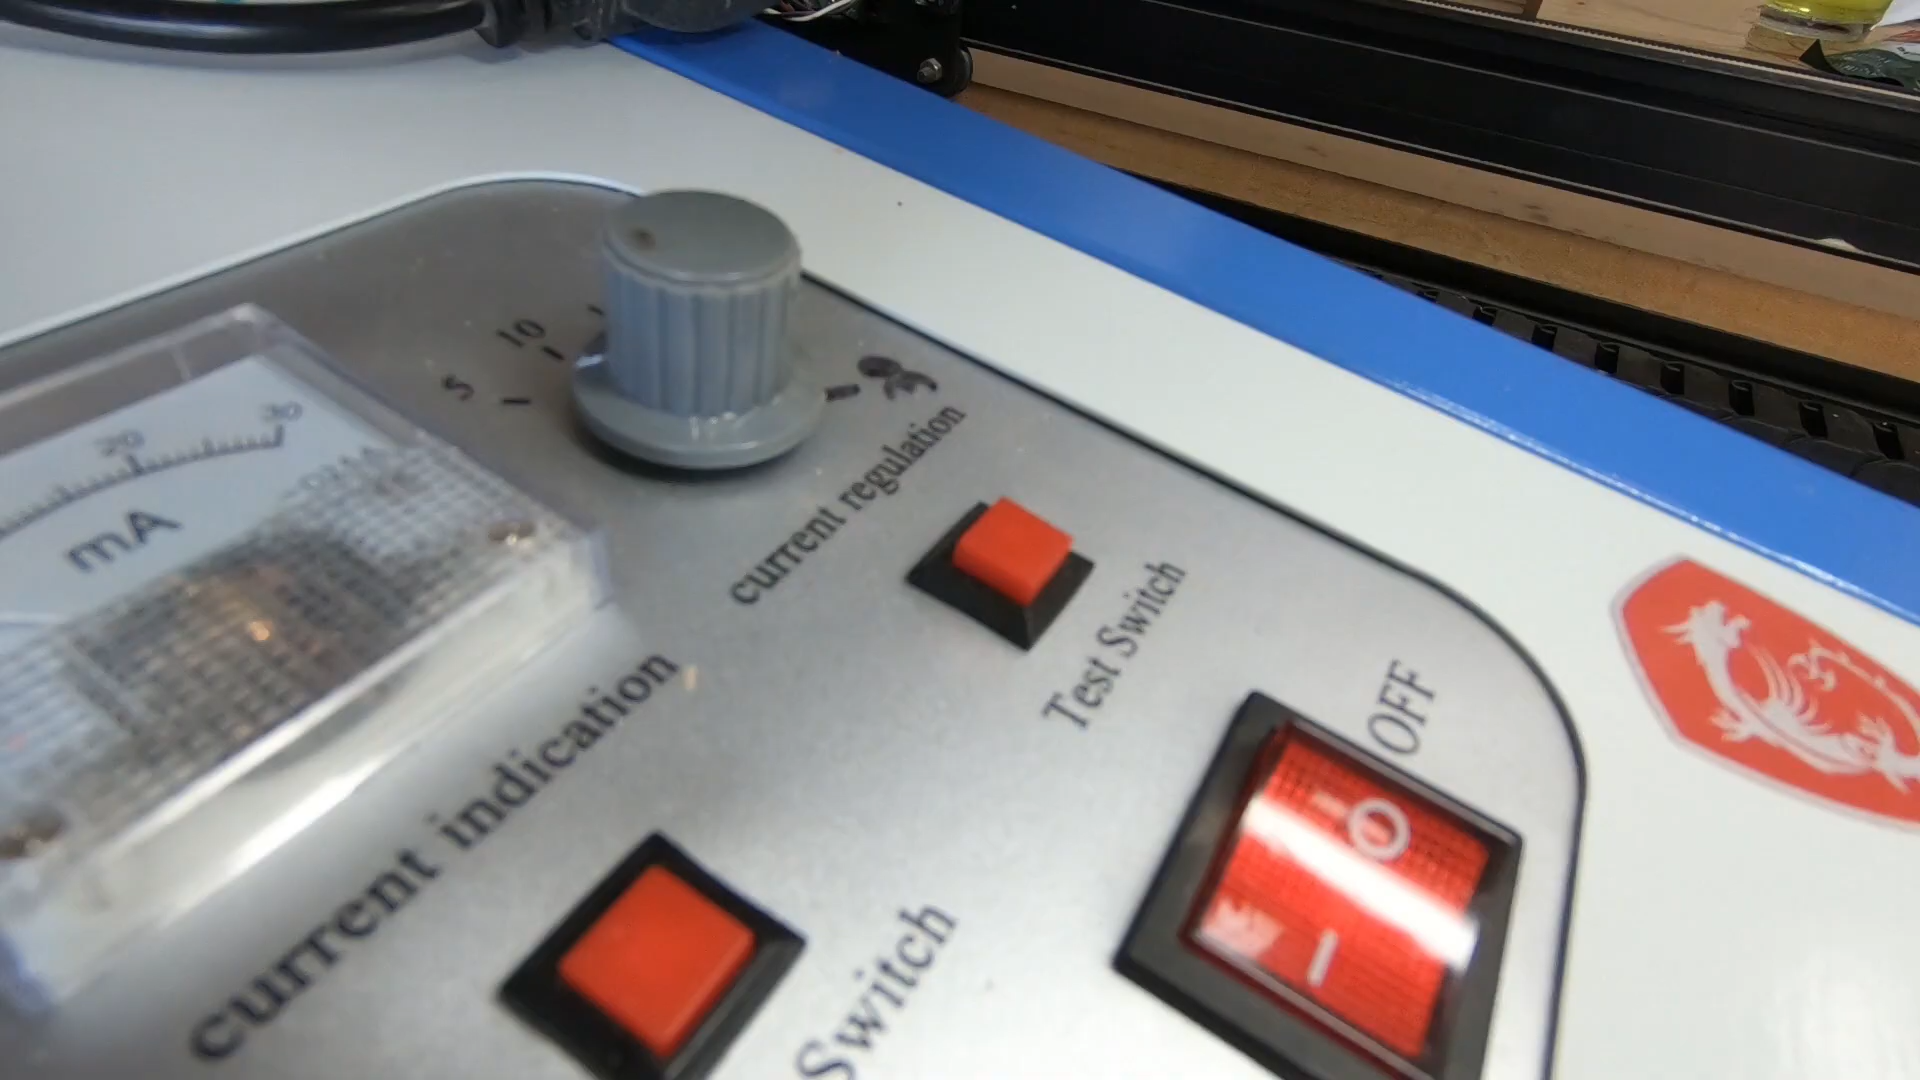 10
5
20
30
mA
current regulation
Test Switch
OFF
current indication
Switch